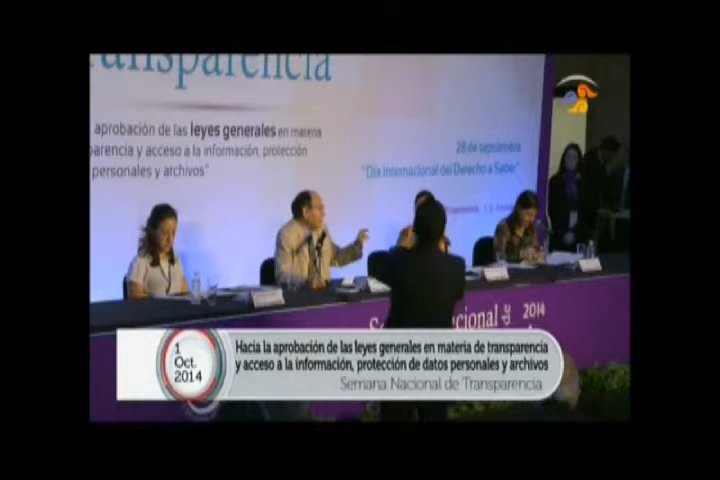 Transparencia
aprobación de las leyes generales en materia
parencia y acceso a la información, protección
personales y archivos"
28 de septiembre
"Día Internacional del Derecho a Saber"
2014
1
Oct.
2014
Hacia la aprobación de las leyes generales en materia de transparencia
y acceso a la información, protección de datos personales y archivos
Semana Nacional de Transparencia